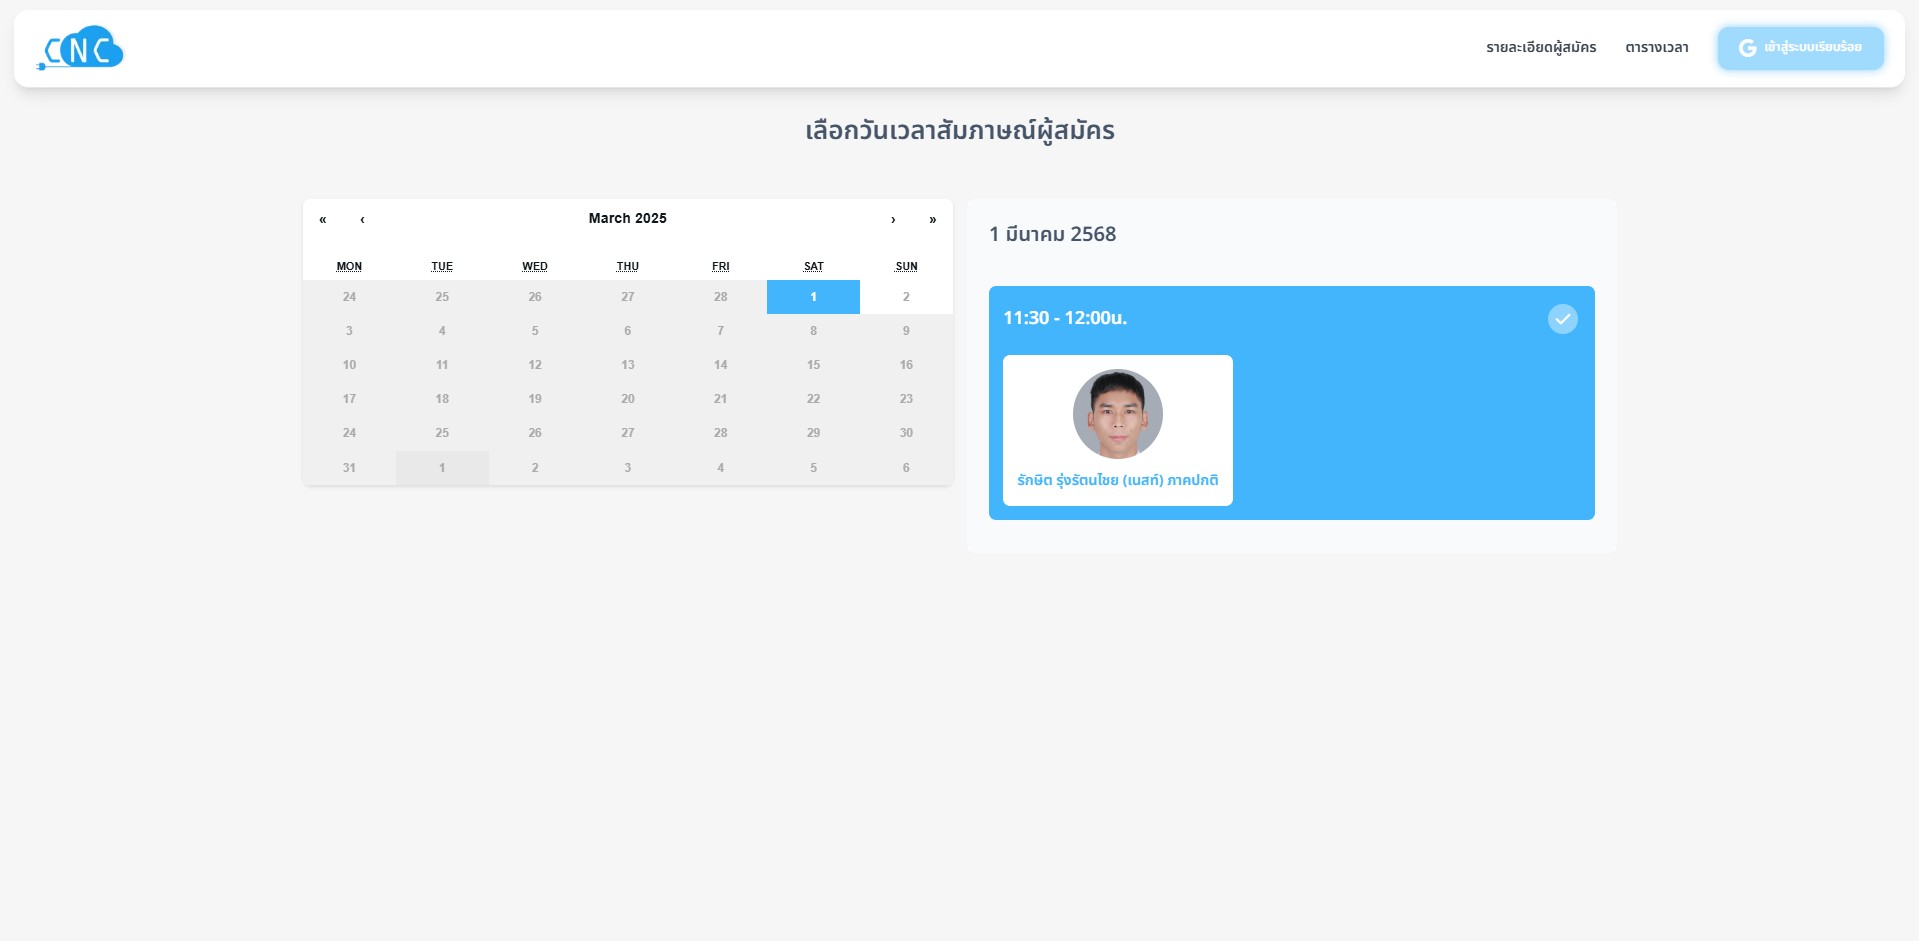 CNC
รายละเอียดผู้สมัคร ตารางเวลา G เข้าสู่ระบบเรียบร้อย
เลือกวันเวลาสัมภาษณ์ผู้สมัคร
« ‹ March 2025 › »
MON TUE WED THU FRI SAT SUN
24 25 26 27 28 1 2
3 4 5 6 7 8 9
10 11 12 13 14 15 16
17 18 19 20 21 22 23
24 25 26 27 28 29 30
31 1 2 3 4 5 6
1 มีนาคม 2568
11:30 - 12:00น.
รักษิต รุ่งรัตนไชย (เนสท์) ภาคปกติ